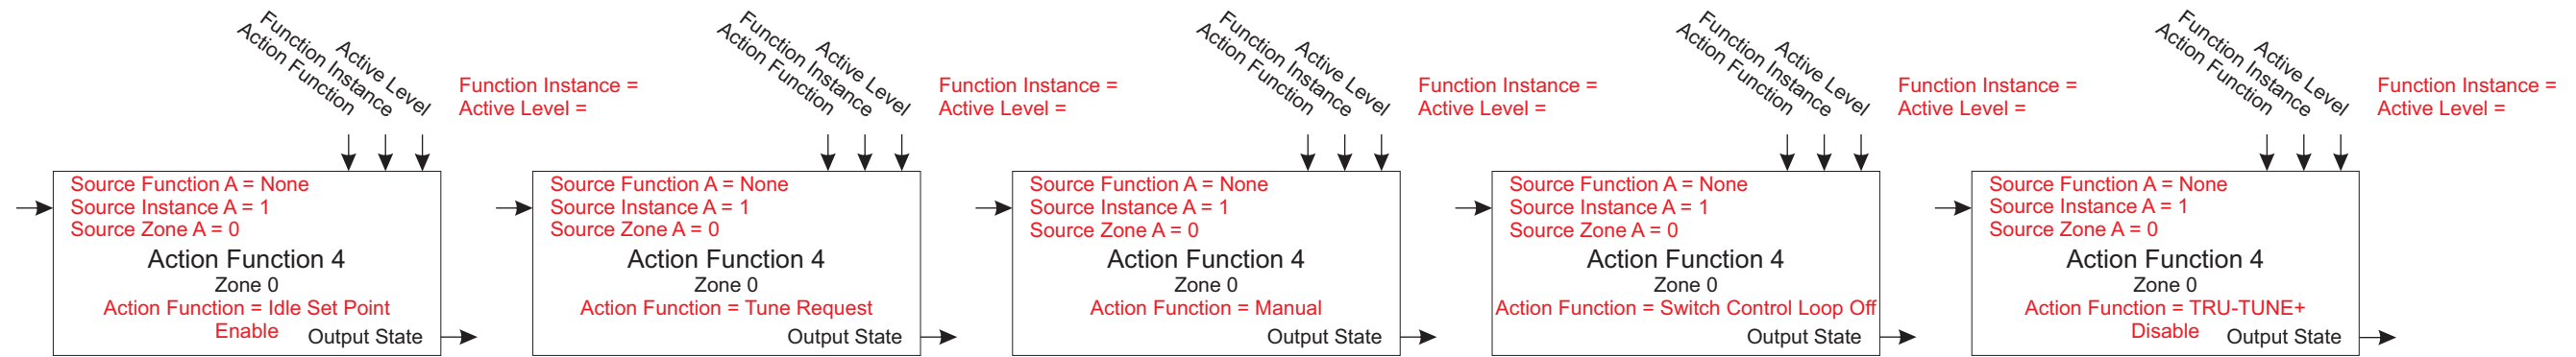 Function Instance
Action Function
Active Level
Function Instance =
Active Level =
Source Function A = None
Source Instance A = 1
Source Zone A = 0
Action Function 4
Zone 0
Action Function = Idle Set Point
Enable
Output State
Function Instance
Action Function
Active Level
Function Instance =
Active Level =
Source Function A = None
Source Instance A = 1
Source Zone A = 0
Action Function 4
Zone 0
Action Function = Tune Request
Output State
Function Instance
Action Function
Active Level
Function Instance =
Active Level =
Source Function A = None
Source Instance A = 1
Source Zone A = 0
Action Function 4
Zone 0
Action Function = Manual
Output State
Function Instance
Action Function
Active Level
Function Instance =
Active Level =
Source Function A = None
Source Instance A = 1
Source Zone A = 0
Action Function 4
Zone 0
Action Function = Switch Control Loop Off
Output State
Function Instance
Action Function
Active Level
Function Instance =
Active Level =
Source Function A = None
Source Instance A = 1
Source Zone A = 0
Action Function 4
Zone 0
Action Function = TRU-TUNE+
Disable
Output State